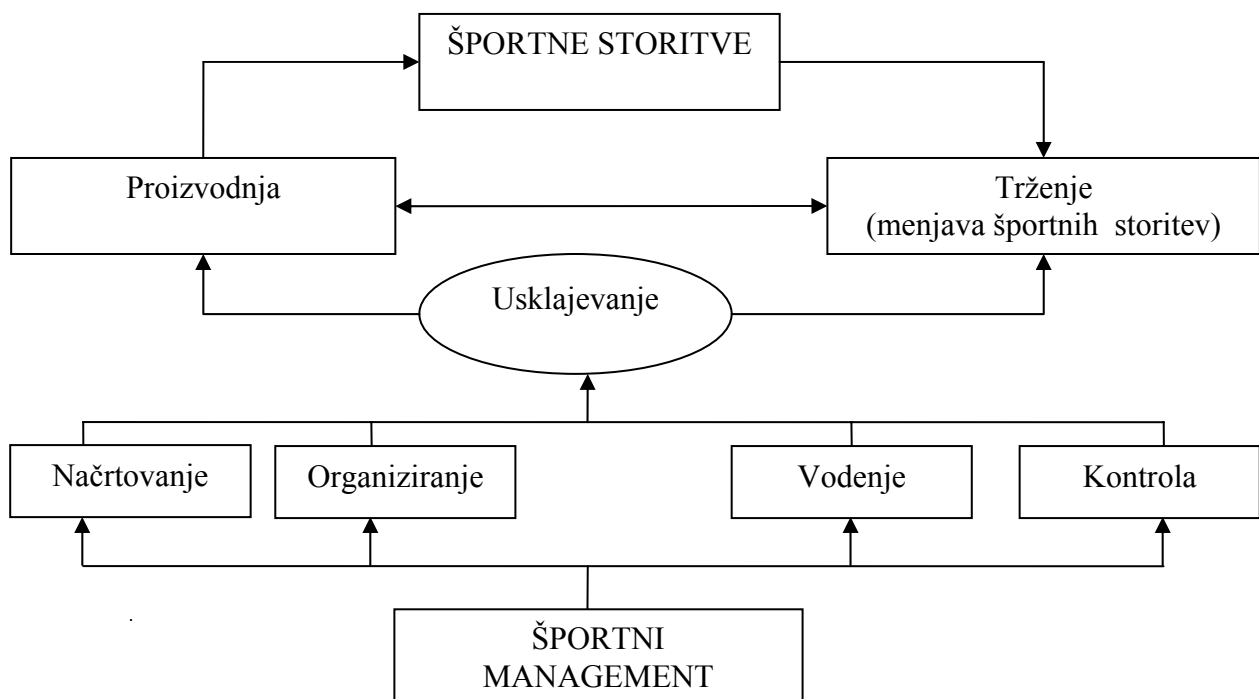 ŠPORTNE STORITVE
Proizvodnja
Trženje
(menjava športnih storitev)
Usklajevanje
Načrtovanje
Organiziranje
Vodenje
Kontrola
ŠPORTNI
MANAGEMENT